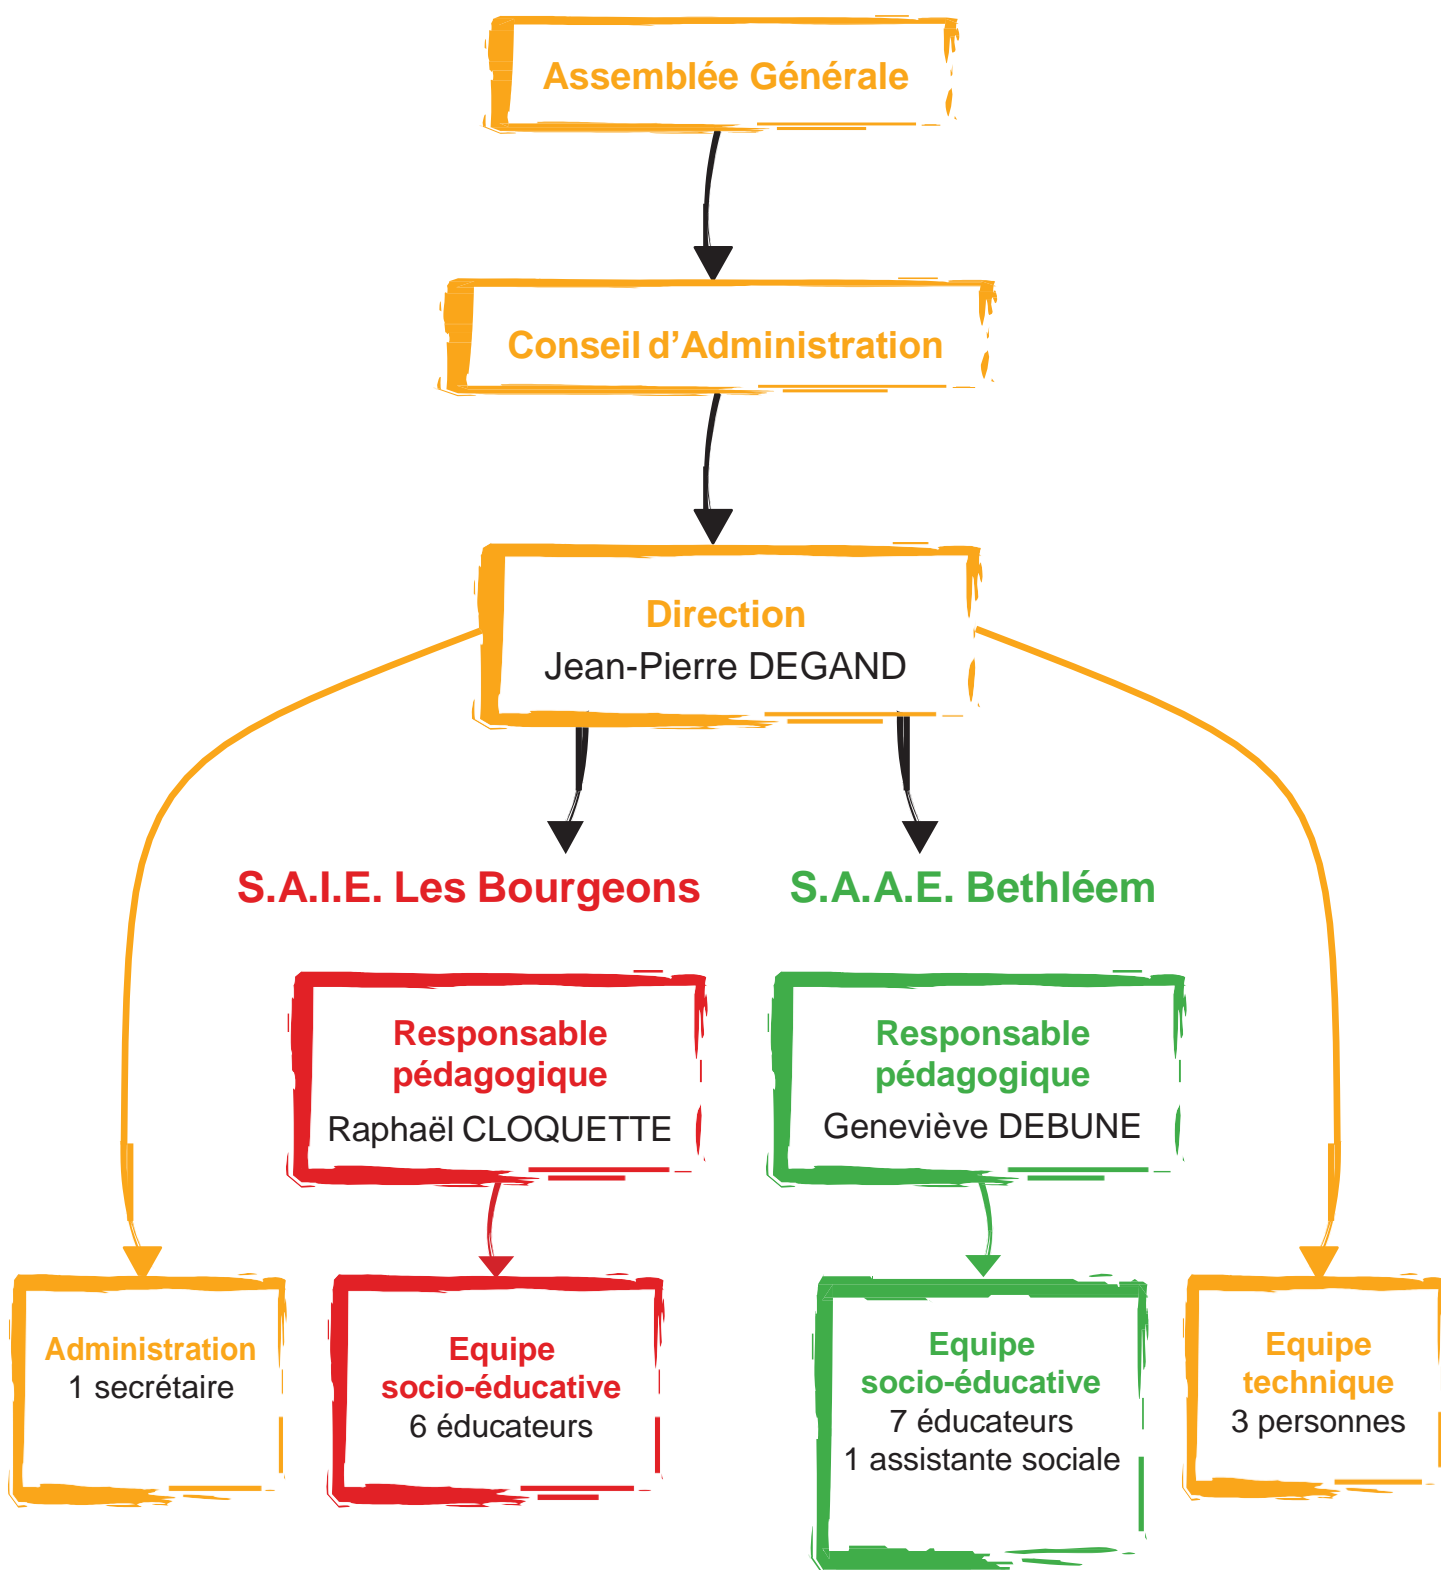 Assemblée Générale
Conseil d’Administration
Direction
Jean-Pierre DEGAND
S.A.I.E. Les Bourgeons
S.A.A.E. Bethléem
Responsable
pédagogique
Raphaël CLOQUETTE
Responsable
pédagogique
Geneviève DEBUNE
Administration
1 secrétaire
Equipe
socio-éducative
6 éducateurs
Equipe
socio-éducative
7 éducateurs
1 assistante sociale
Equipe
technique
3 personnes